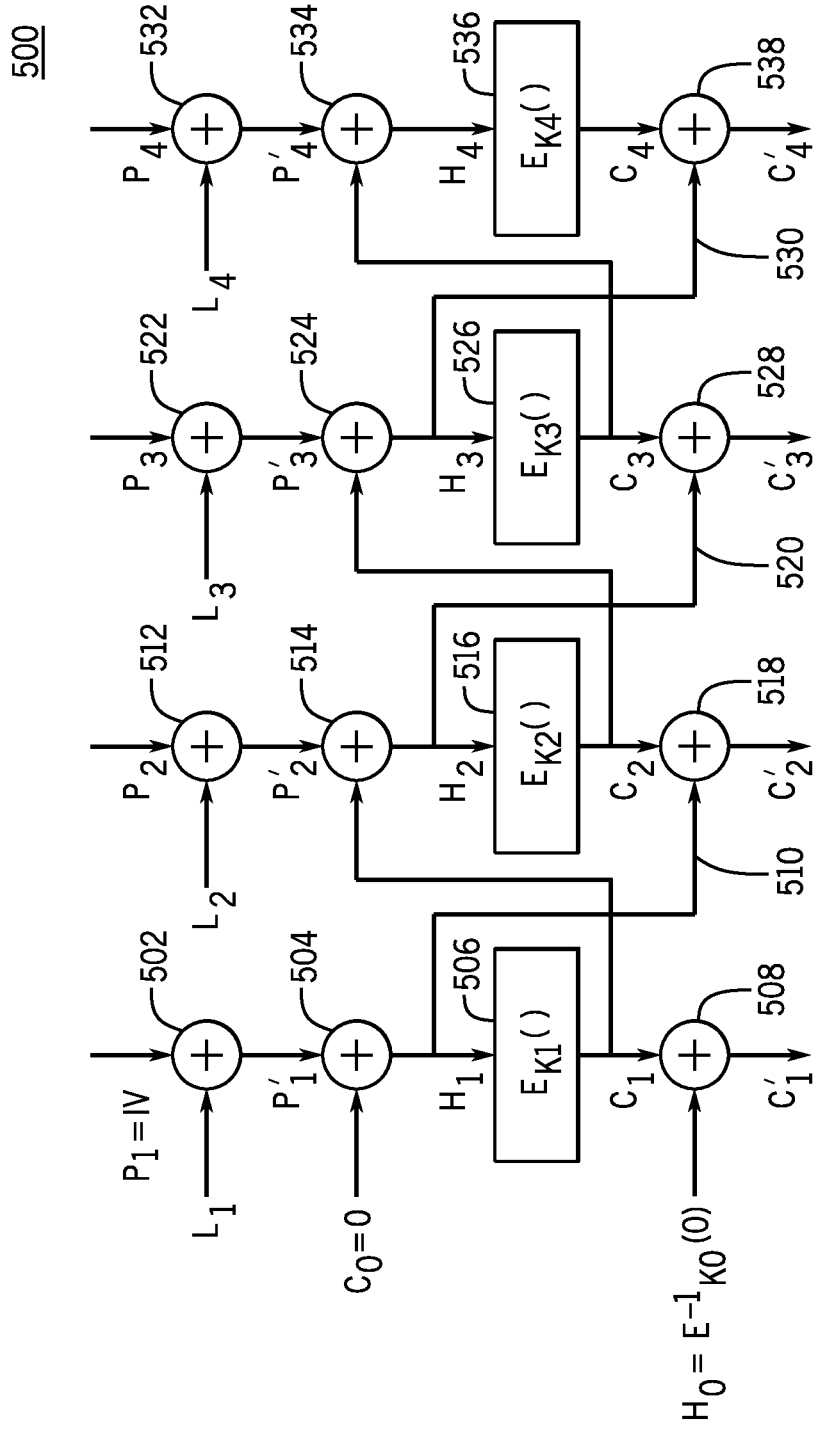 500
532
522
512
502
P4
P3
P2
P1 = IV
L4
L3
L2
L1
534
524
514
504
P'4
P'3
P'2
P'1
C0 = 0
536
526
516
506
H4
H3
H2
H1
EK4()
EK3()
EK2()
EK1()
538
528
518
508
C4
C3
C2
C1
H0 = E-1K0(0)
C'4
C'3
C'2
C'1
530
520
510